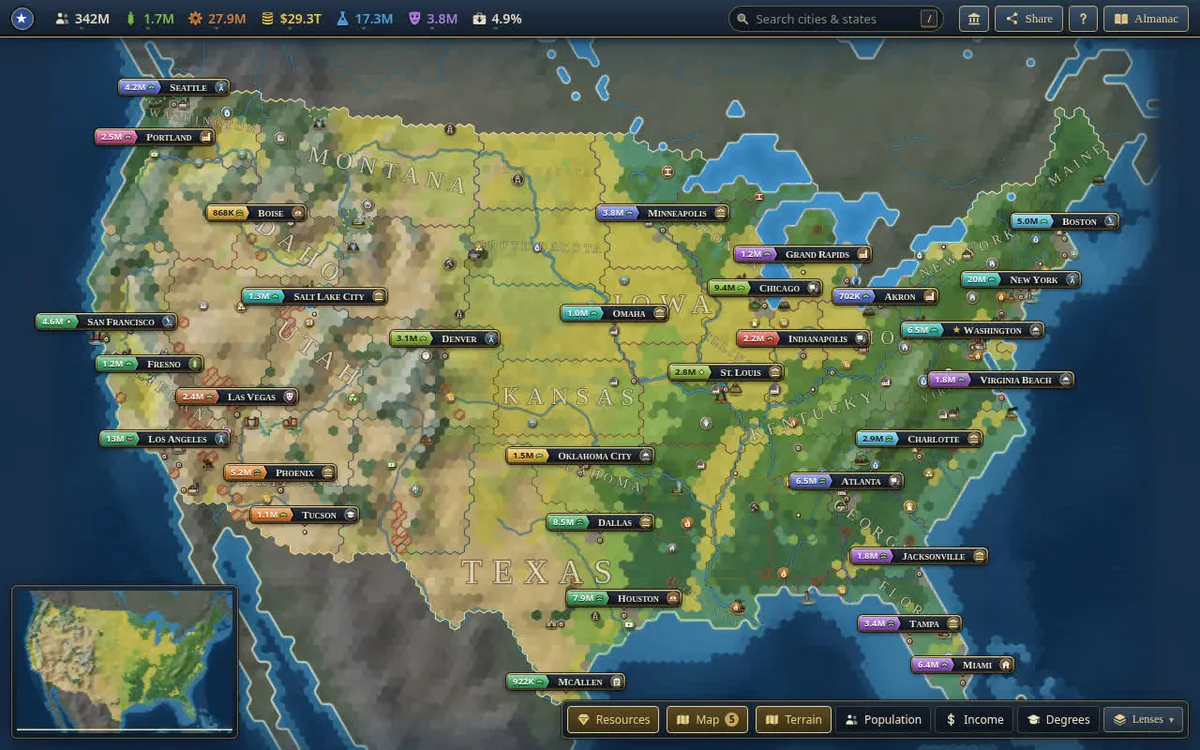 342M 1.7M 27.9M $29.3T 17.3M 3.8M 4.9%
Search cities & states /
Share ? Almanac
4.2M SEATTLE
WASHINGTON
2.5M PORTLAND
MONTANA
MAINE
868K BOISE
3.8M MINNEAPOLIS
5.0M BOSTON
IDAHO
SOUTH DAKOTA
NEW YORK
1.2M GRAND RAPIDS
20M NEW YORK
9.4M CHICAGO
1.3M SALT LAKE CITY
702K AKRON
IOWA
1.0M OMAHA
4.6M SAN FRANCISCO
6.5M WASHINGTON
3.1M DENVER
2.2M INDIANAPOLIS
UTAH
1.2M FRESNO
2.8M ST. LOUIS
1.8M VIRGINIA BEACH
2.4M LAS VEGAS
KANSAS
KENTUCKY
13M LOS ANGELES
2.9M CHARLOTTE
1.5M OKLAHOMA CITY
5.2M PHOENIX
OKLAHOMA
6.5M ATLANTA
1.1M TUCSON
8.5M DALLAS
GEORG
1.8M JACKSONVILLE
TEXAS
7.9M HOUSTON
FLOR
3.4M TAMPA
6.4M MIAMI
922K MCALLEN
Resources Map 5 Terrain Population $ Income Degrees Lenses